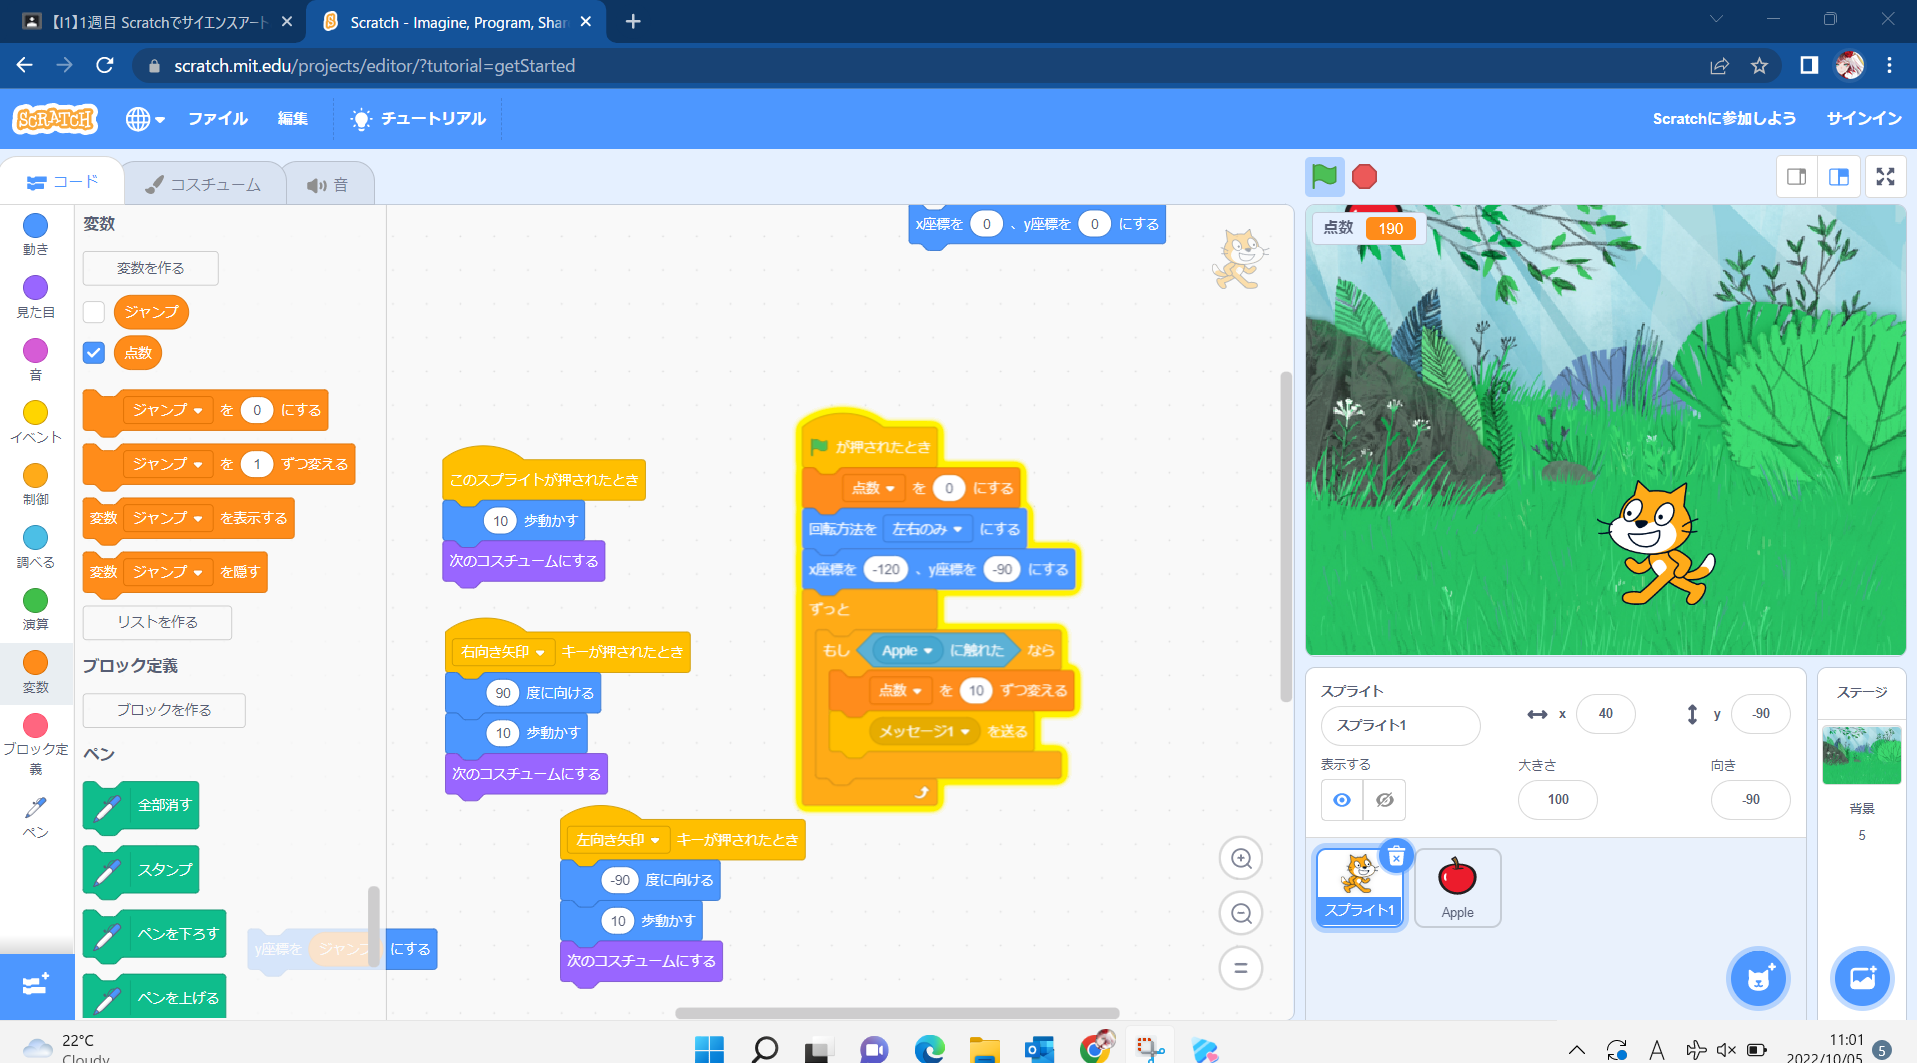 【I1】1週目 Scratchでサイエンスアート
Scratch - Imagine, Program, Shar
scratch.mit.edu/projects/editor/?tutorial=getStarted
SCRATCH
ファイル
編集
チュートリアル
Scratchに参加しよう
サインイン
コード
コスチューム
音
動き
見た目
音
イベント
制御
調べる
演算
変数
ブロック定
義
ペン
変数
変数を作る
ジャンプ
点数
ジャンプ を 0 にする
ジャンプ を 1 ずつ変える
変数 ジャンプ を表示する
変数 ジャンプ を隠す
リストを作る
ブロック定義
ブロックを作る
ペン
全部消す
スタンプ
ペンを下ろす
ペンを上げる
y座標を ジャンプ にする
x座標を 0 、y座標を 0 にする
このスプライトが押されたとき
10 歩動かす
次のコスチュームにする
右向き矢印 キーが押されたとき
90 度に向ける
10 歩動かす
次のコスチュームにする
左向き矢印 キーが押されたとき
-90 度に向ける
10 歩動かす
次のコスチュームにする
が押されたとき
点数 を 0 にする
回転方法を 左右のみ にする
x座標を -120 、y座標を -90 にする
ずっと
もし Apple に触れた なら
点数 を 10 ずつ変える
メッセージ1 を送る
点数 190
スプライト
スプライト1
x 40
y -90
表示する
大きさ
100
向き
-90
スプライト1
Apple
ステージ
背景
5
22°C
Cloudy
A
11:01
2022/10/05
5